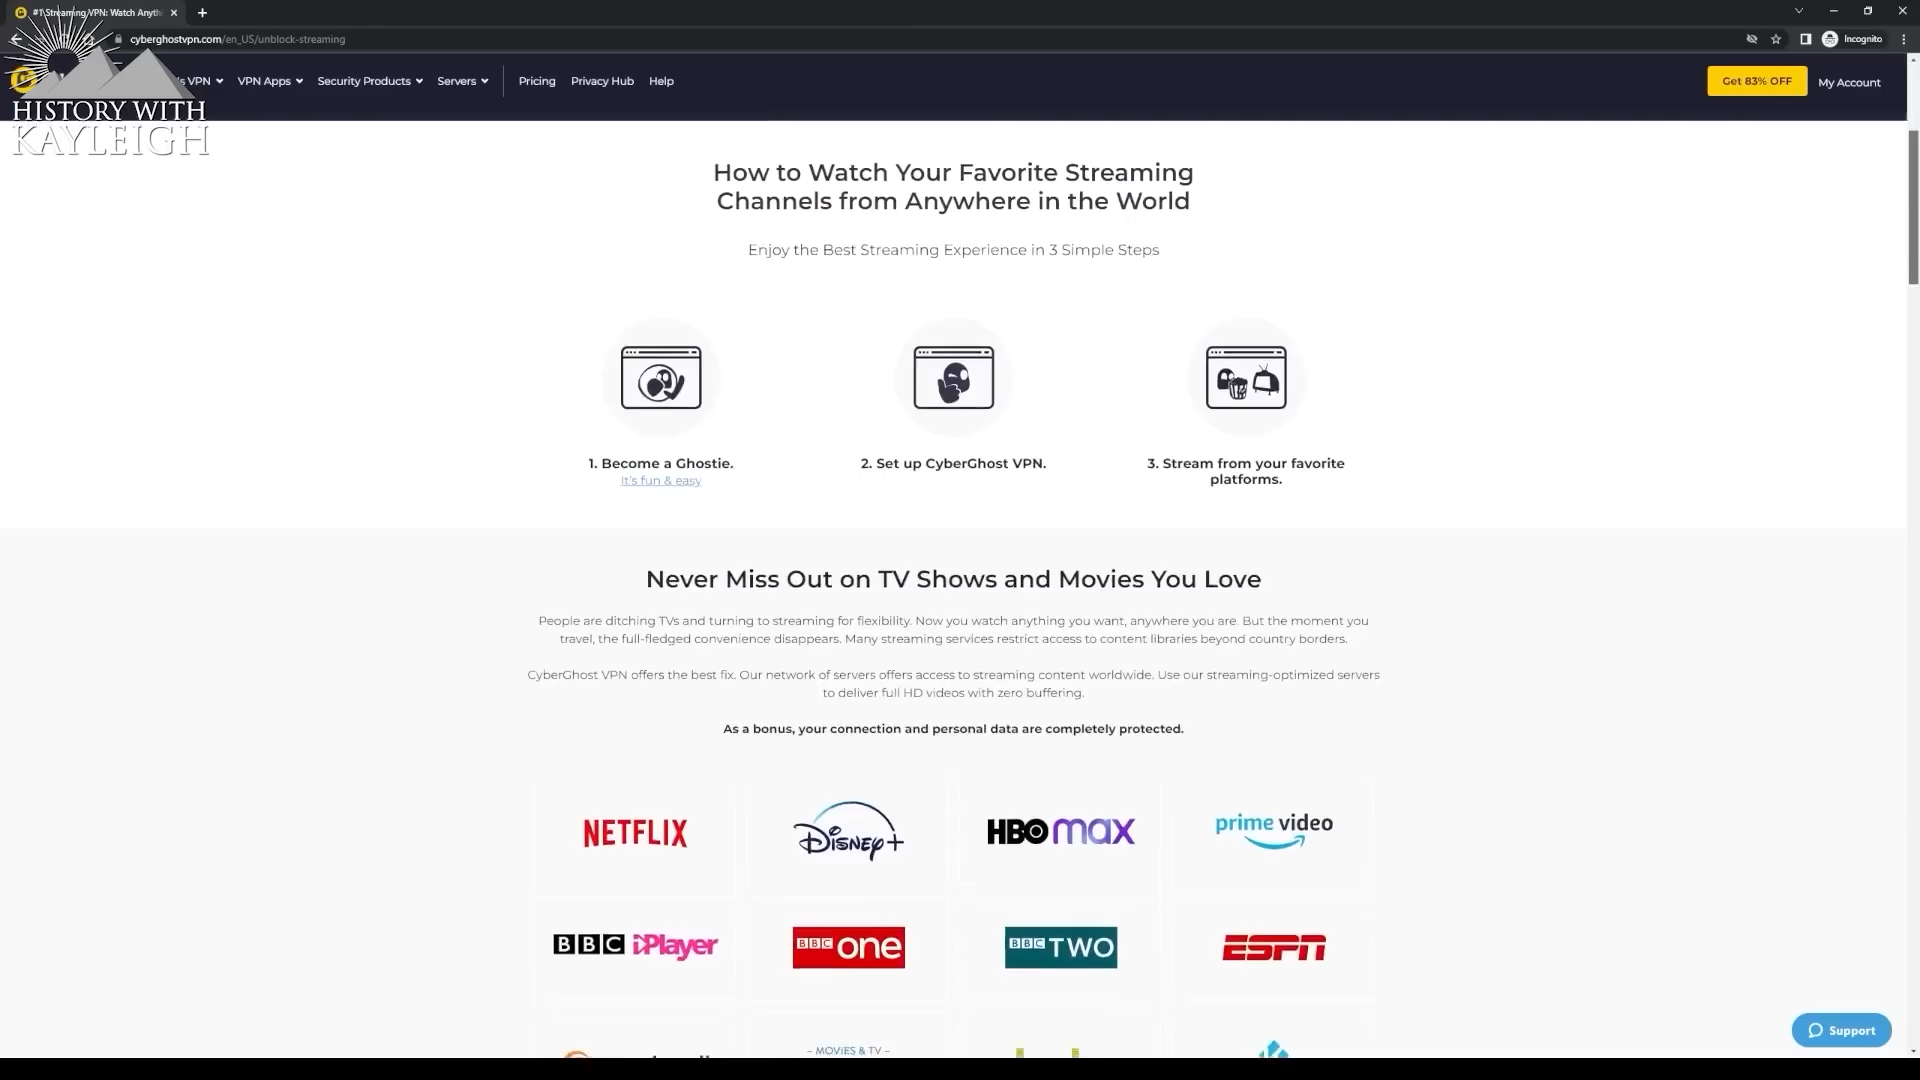 #1 Streaming VPN: Watch Anythi
cyberghostvpn.com/en_US/unblock-streaming
Incognito
HISTORY WITH
KAYLEIGH
VPN
VPN Apps
Security Products
Servers
Pricing
Privacy Hub
Help
Get 83% OFF
My Account
How to Watch Your Favorite Streaming
Channels from Anywhere in the World
Enjoy the Best Streaming Experience in 3 Simple Steps
1. Become a Ghostie.
It's fun & easy
2. Set up CyberGhost VPN.
3. Stream from your favorite
platforms.
Never Miss Out on TV Shows and Movies You Love
People are ditching TVs and turning to streaming for flexibility. Now you watch anything you want, anywhere you are. But the moment you
travel, the full-fledged convenience disappears. Many streaming services restrict access to content libraries beyond country borders.
CyberGhost VPN offers the best fix. Our network of servers offers access to streaming content worldwide. Use our streaming-optimized servers
to deliver full HD videos with zero buffering.
As a bonus, your connection and personal data are completely protected.
NETFLIX
Disney+
HBO max
prime video
BBC iPlayer
BBC one
BBC TWO
ESPN
– MOVIES & TV –
Support